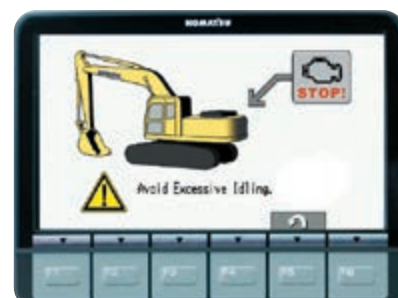 KOMATSU
STOP!
Avoid Excessive Idling.
F1 F2 F3 F4 F5 F6